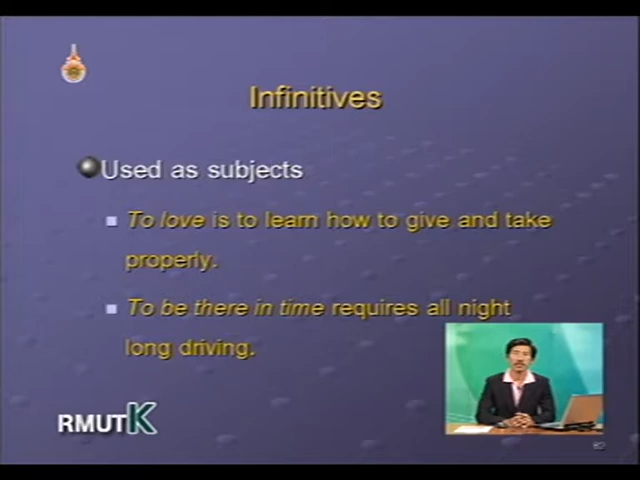 Infinitives
Used as subjects
To love is to learn how to give and take
properly.
To be there in time requires all night
long driving.
RMUTK